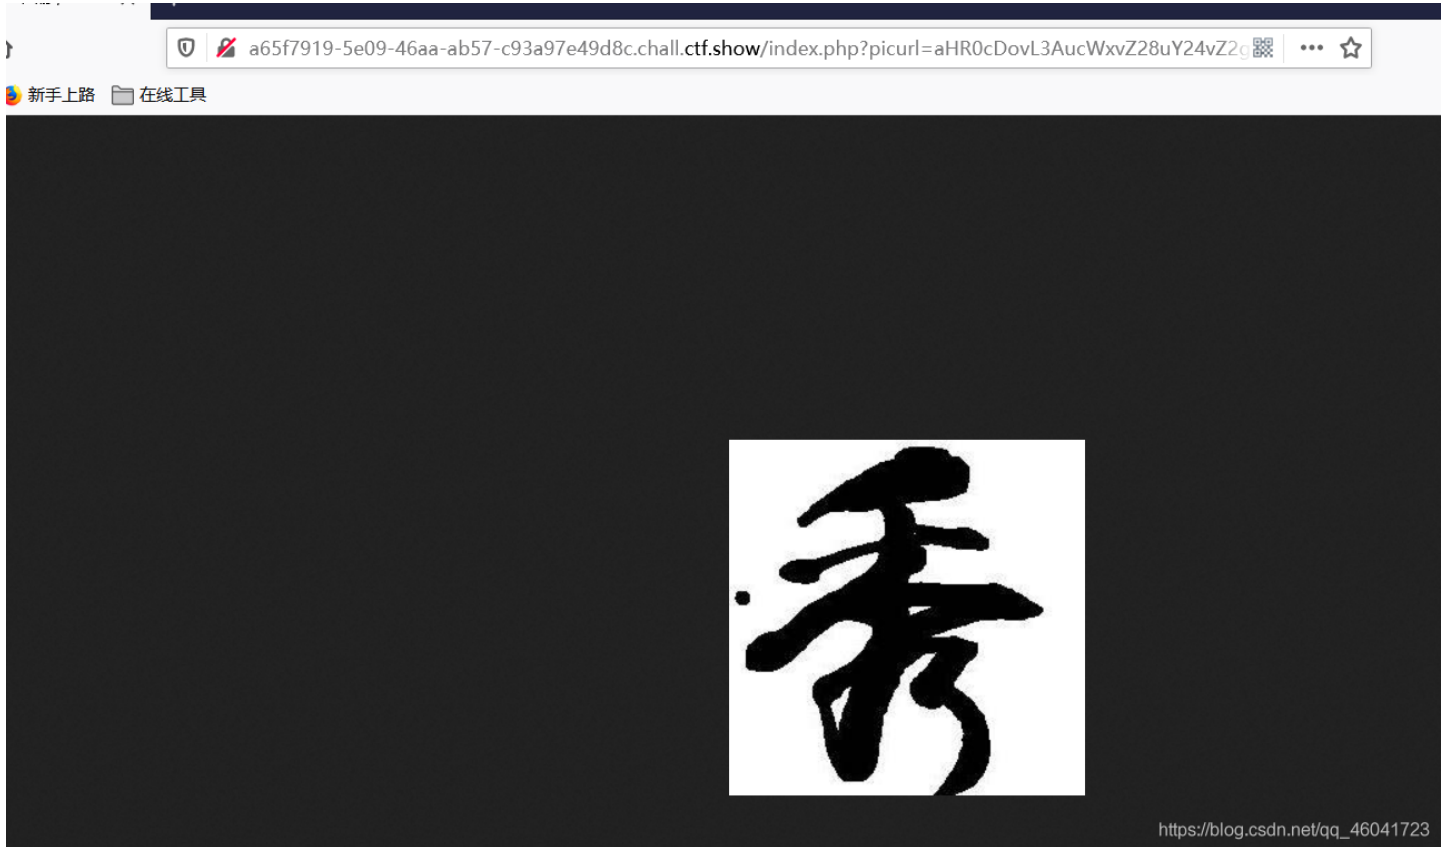 a65f7919-5e09-46aa-ab57-c93a97e49d8c.chall.ctf.show/index.php?picurl=aHR0cDovL3AucWxvZ28uY24vZ2g
新手上路 在线工具
秀
https://blog.csdn.net/qq_46041723